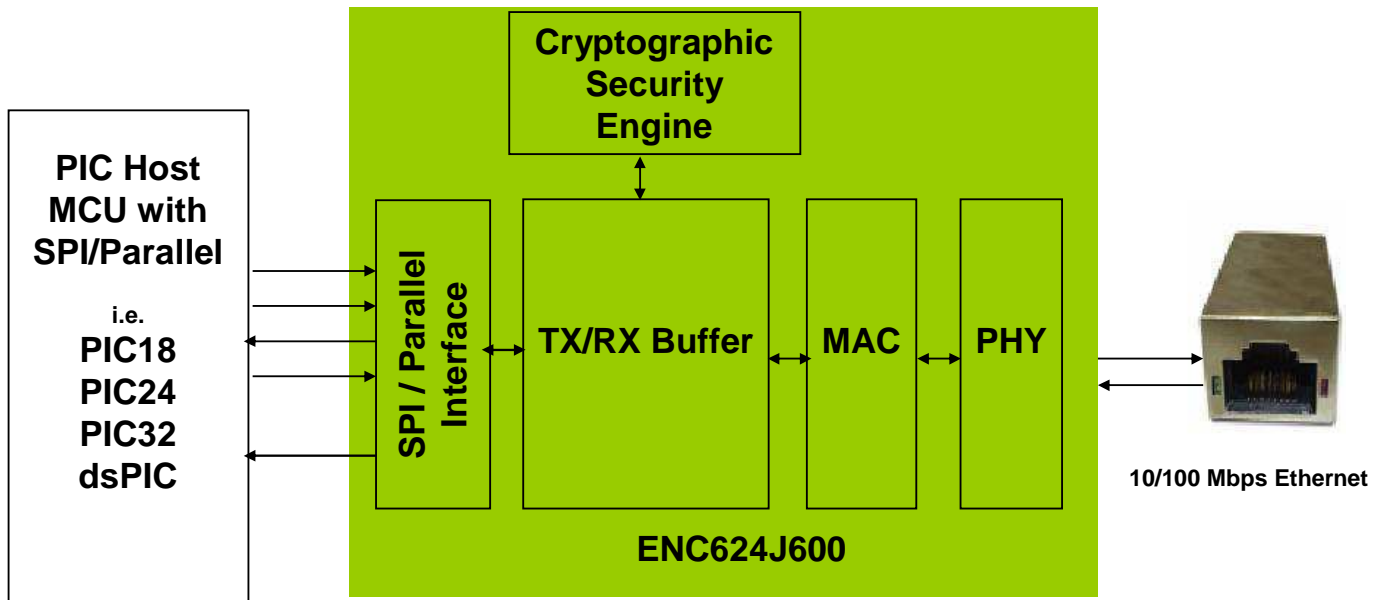 PIC Host
MCU with
SPI/Parallel
i.e.
PIC18
PIC24
PIC32
dsPIC
Cryptographic
Security
Engine
SPI / Parallel
Interface
TX/RX Buffer
MAC
PHY
ENC624J600
10/100 Mbps Ethernet